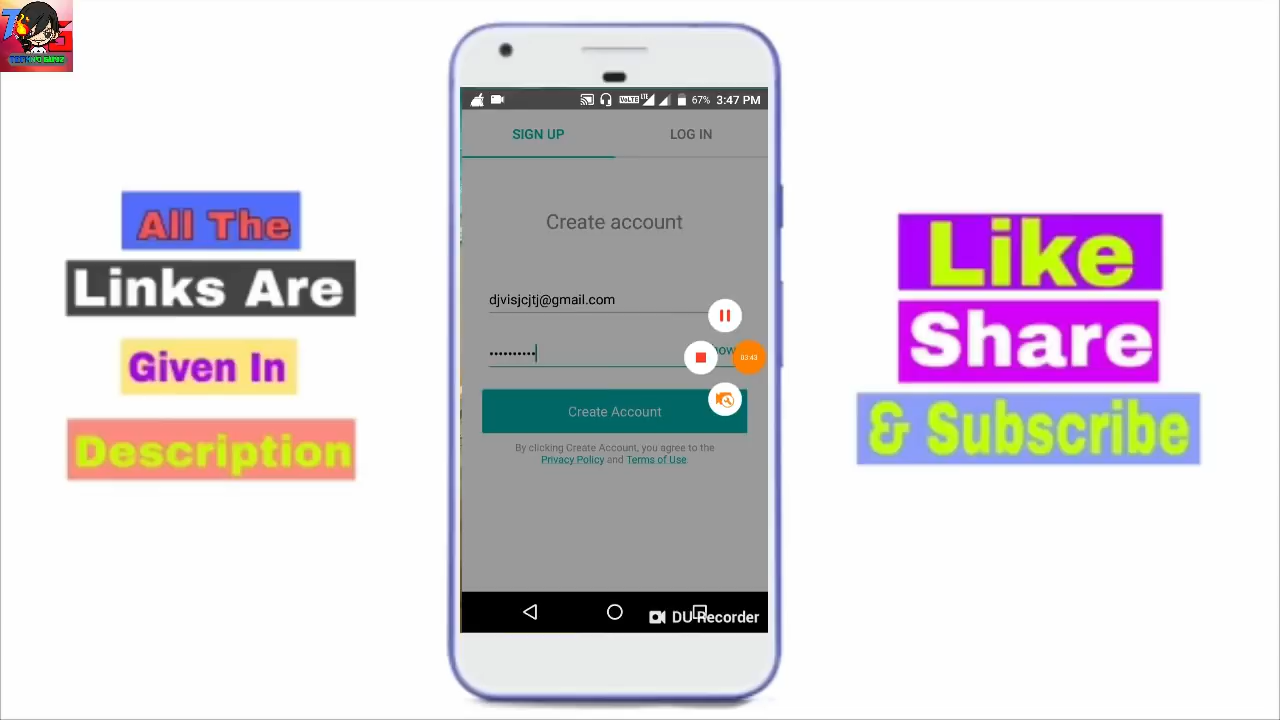 All The
Links Are
Given In
Description
67% 3:47 PM
SIGN UP
LOG IN
Create account
djvisjcjtj@gmail.com
••••••••••
Create Account
By clicking Create Account, you agree to the
Privacy Policy and Terms of Use.
DU Recorder
Like
Share
& Subscribe